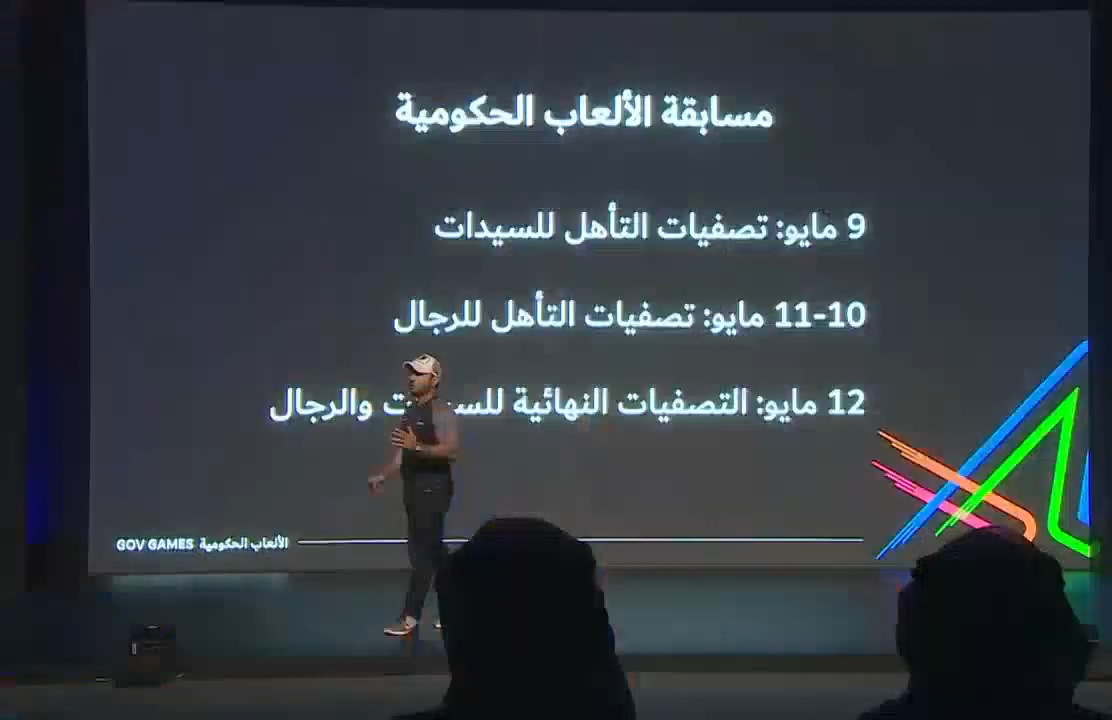 مسابقة الألعاب الحكومية
9 مايو: تصفيات التأهل للسيدات
10-11 مايو: تصفيات التأهل للرجال
12 مايو: التصفيات النهائية والرجال
GOV GAMES الألعاب الحكومية